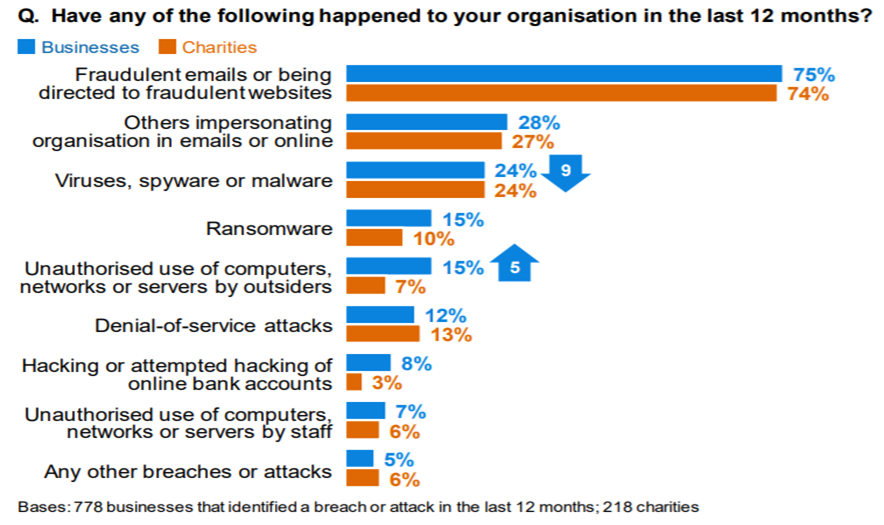 Q. Have any of the following happened to your organisation in the last 12 months?
Businesses Charities
Fraudulent emails or being
directed to fraudulent websites
75%
74%
Others impersonating
organisation in emails or online
28%
27%
Viruses, spyware or malware
24% 9
24%
Ransomware
15%
10%
Unauthorised use of computers,
networks or servers by outsiders
15% 5
7%
Denial-of-service attacks
12%
13%
Hacking or attempted hacking of
online bank accounts
8%
3%
Unauthorised use of computers,
networks or servers by staff
7%
6%
Any other breaches or attacks
5%
6%
Bases: 778 businesses that identified a breach or attack in the last 12 months; 218 charities